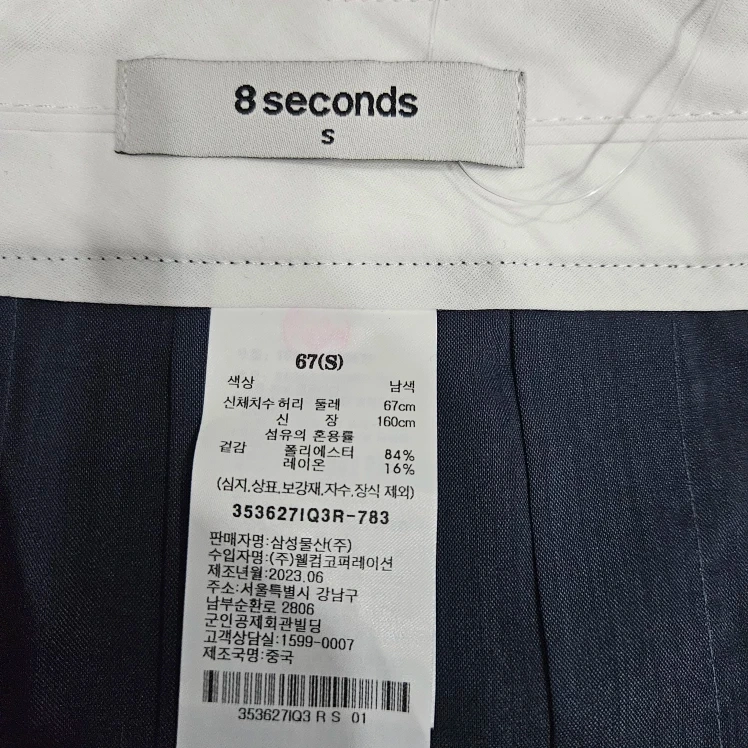 8 seconds
S
67(S)
색상 남색
신체치수 허리 둘레 67cm
신 장 160cm
섬유의 혼용률
겉감 폴리에스터 84%
레이온 16%
(심지,상표,보강재,자수,장식 제외)
353627IQ3R-783
판매자명:삼성물산(주)
수입자명:(주)웰컴코퍼레이션
제조년월:2023.06
주소:서울특별시 강남구
남부순환로 2806
군인공제회관빌딩
고객상담실:1599-0007
제조국명:중국
353627IQ3 R S 01